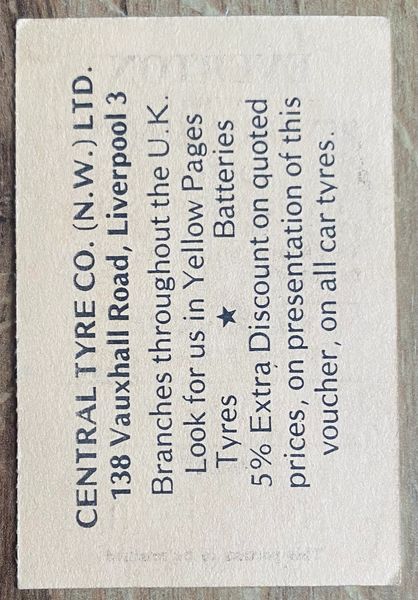 CENTRAL TYRE CO. (N.W.) LTD.
138 Vauxhall Road, Liverpool 3
Branches throughout the U.K.
Look for us in Yellow Pages
Tyres ★ Batteries
5% Extra Discount on quoted
prices, on presentation of this
voucher, on all car tyres.